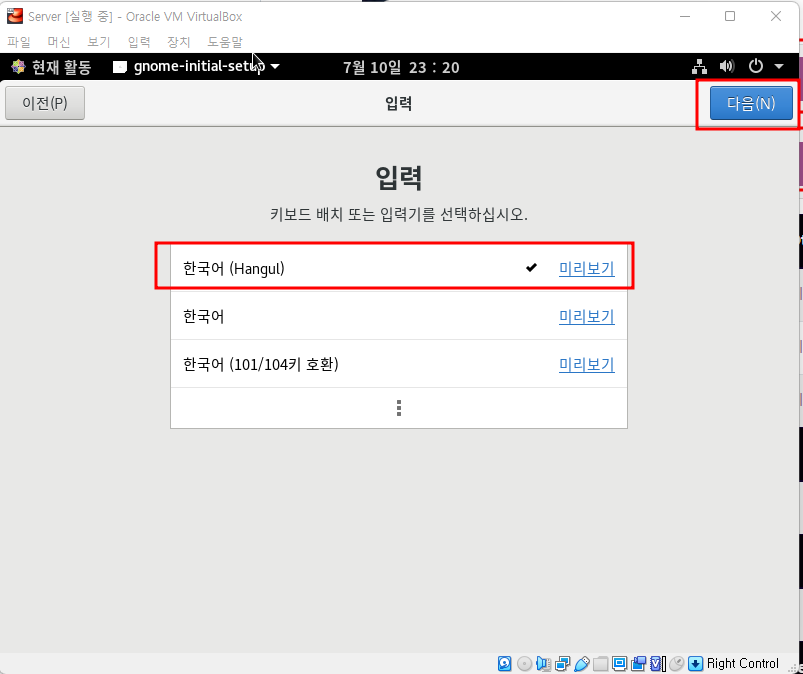 Server [실행 중] - Oracle VM VirtualBox
파일 머신 보기 입력 장치 도움말
현재 활동 gnome-initial-setup 7월 10일 23 : 20
이전(P) 입력 다음(N)
입력
키보드 배치 또는 입력기를 선택하십시오.
한국어 (Hangul) 미리보기
한국어 미리보기
한국어 (101/104키 호환) 미리보기
Right Control